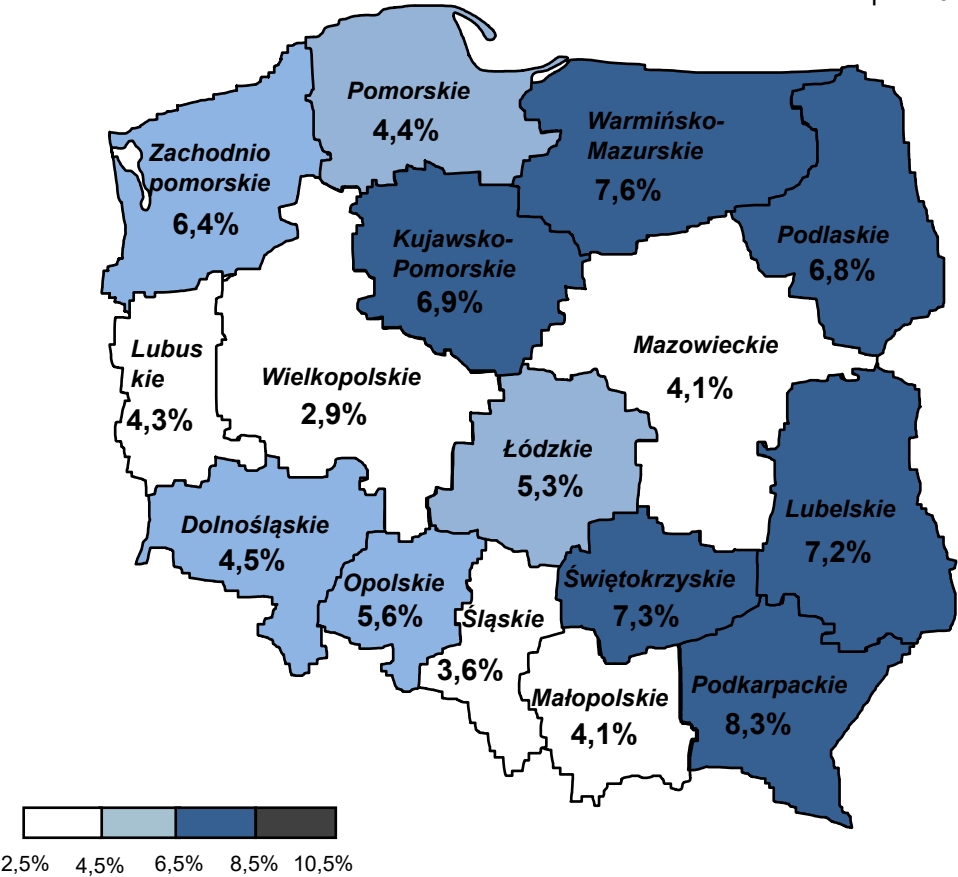 Pomorskie
4,4%
Warmińsko-
Mazurskie
7,6%
Zachodnio
pomorskie
6,4%
Kujawsko-
Pomorskie
6,9%
Podlaskie
6,8%
Lubus
kie
4,3%
Wielkopolskie
2,9%
Mazowieckie
4,1%
Łódzkie
5,3%
Lubelskie
7,2%
Dolnośląskie
4,5%
Opolskie
5,6%
Śląskie
3,6%
Świętokrzyskie
7,3%
Małopolskie
4,1%
Podkarpackie
8,3%
2,5% 4,5% 6,5% 8,5% 10,5%